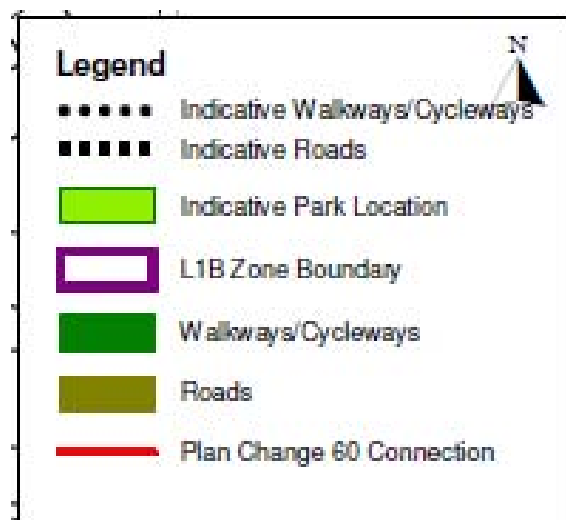 N
Legend
Indicative Walkways/Cycleways
Indicative Roads
Indicative Park Location
L1B Zone Boundary
Walkways/Cycleways
Roads
Plan Change 60 Connection